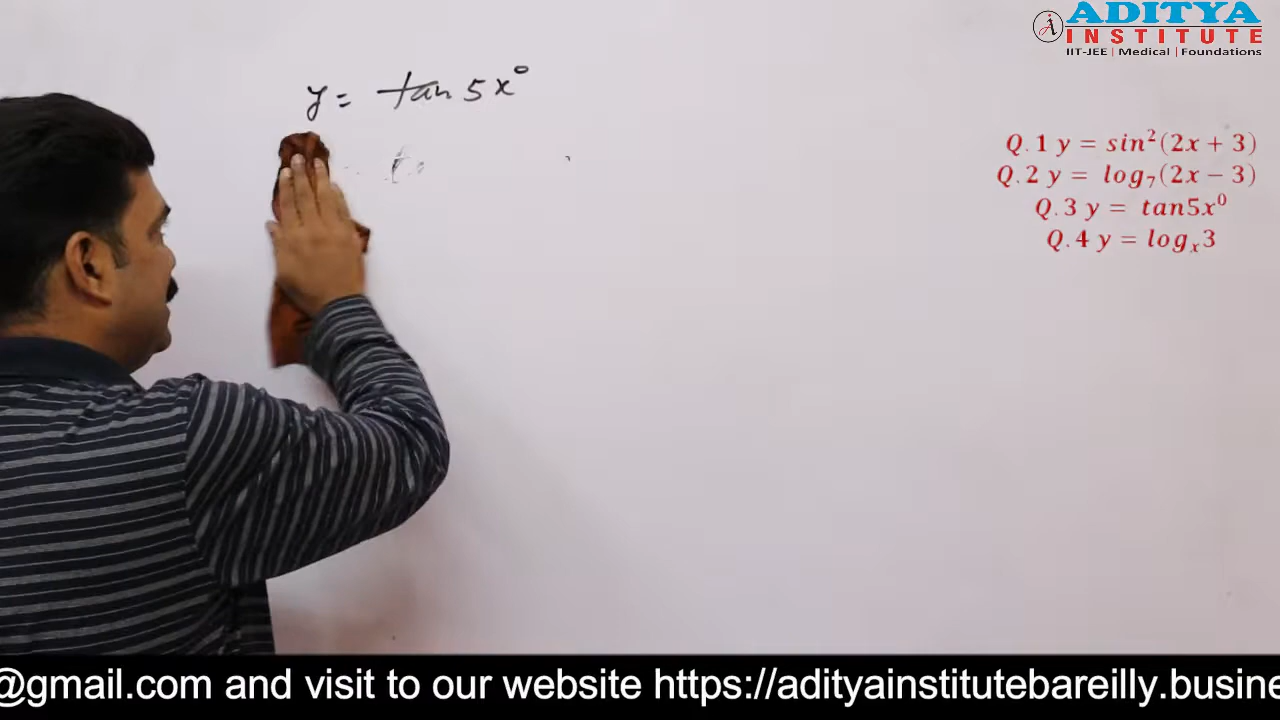 ADITYA
INSTITUTE
IIT-JEE | Medical | Foundations
y = tan 5x⁰
Q. 1 y = sin²(2x + 3)
Q. 2 y = log₇(2x − 3)
Q. 3 y = tan5x⁰
Q. 4 y = logₓ3
@gmail.com and visit to our website https://adityainstitutebareilly.busine